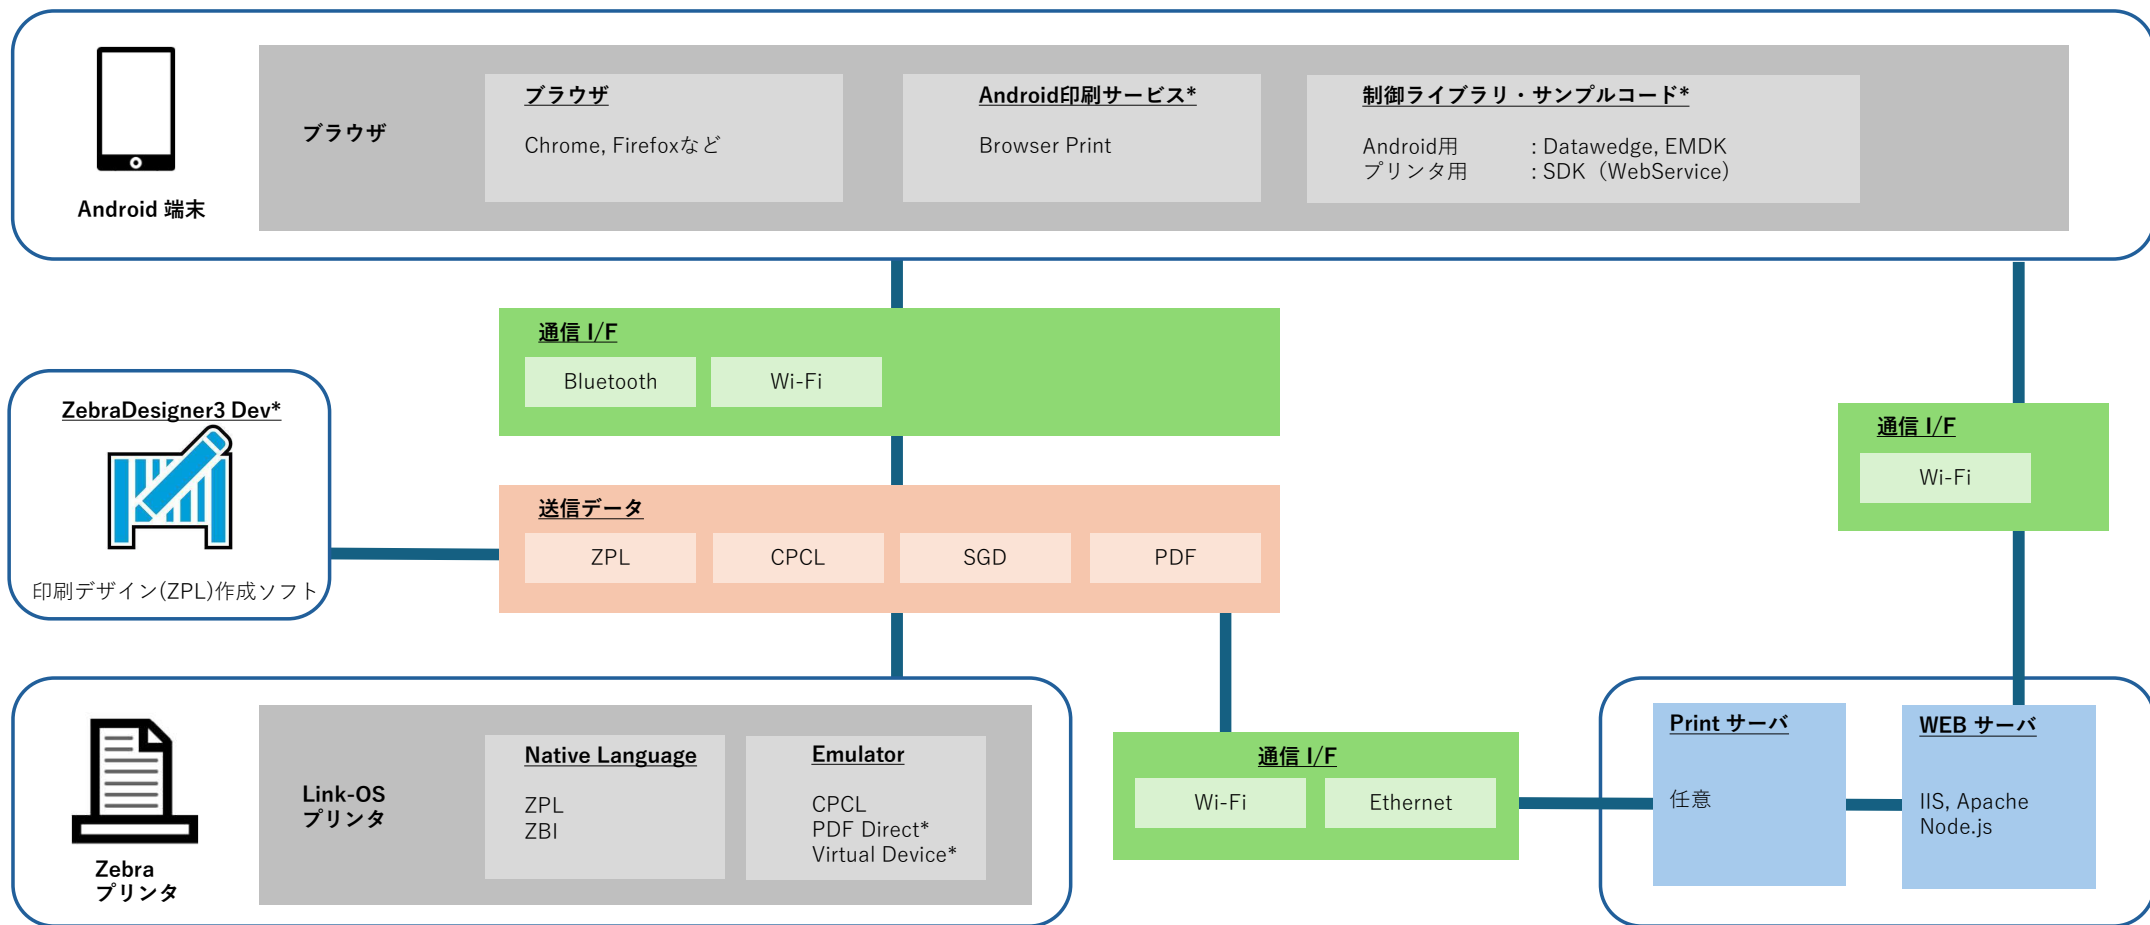 ブラウザ
ブラウザ
Chrome, Firefoxなど
Android印刷サービス*
Browser Print
制御ライブラリ・サンプルコード*
Android用 : Datawedge, EMDK
プリンタ用 : SDK（WebService）
Android 端末
通信 I/F
Bluetooth
Wi-Fi
ZebraDesigner3 Dev*
印刷デザイン(ZPL)作成ソフト
通信 I/F
Wi-Fi
送信データ
ZPL
CPCL
SGD
PDF
Zebra
プリンタ
Link-OS
プリンタ
Native Language
ZPL
ZBI
Emulator
CPCL
PDF Direct*
Virtual Device*
通信 I/F
Wi-Fi
Ethernet
Print サーバ
任意
WEB サーバ
IIS, Apache
Node.js